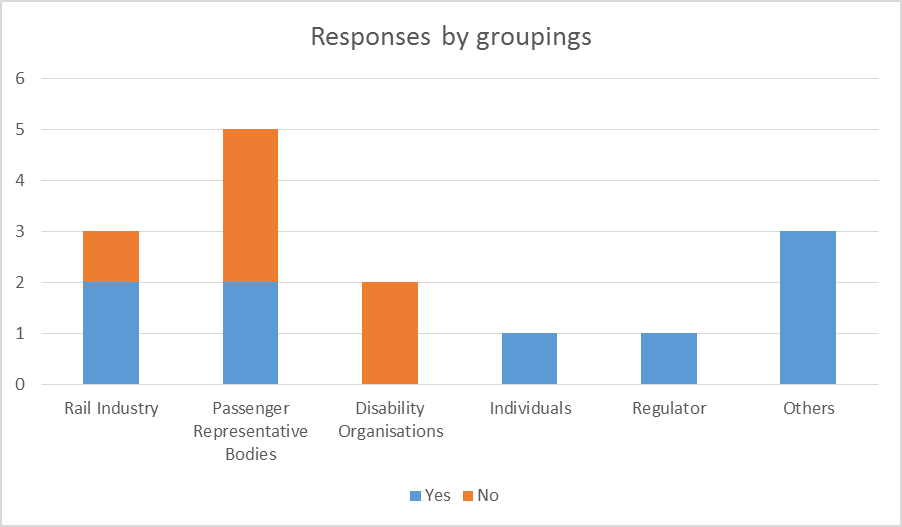 Responses by groupings
6
5
4
3
2
1
0
Rail Industry
Passenger
Representative
Bodies
Disability
Organisations
Individuals
Regulator
Others
Yes
No